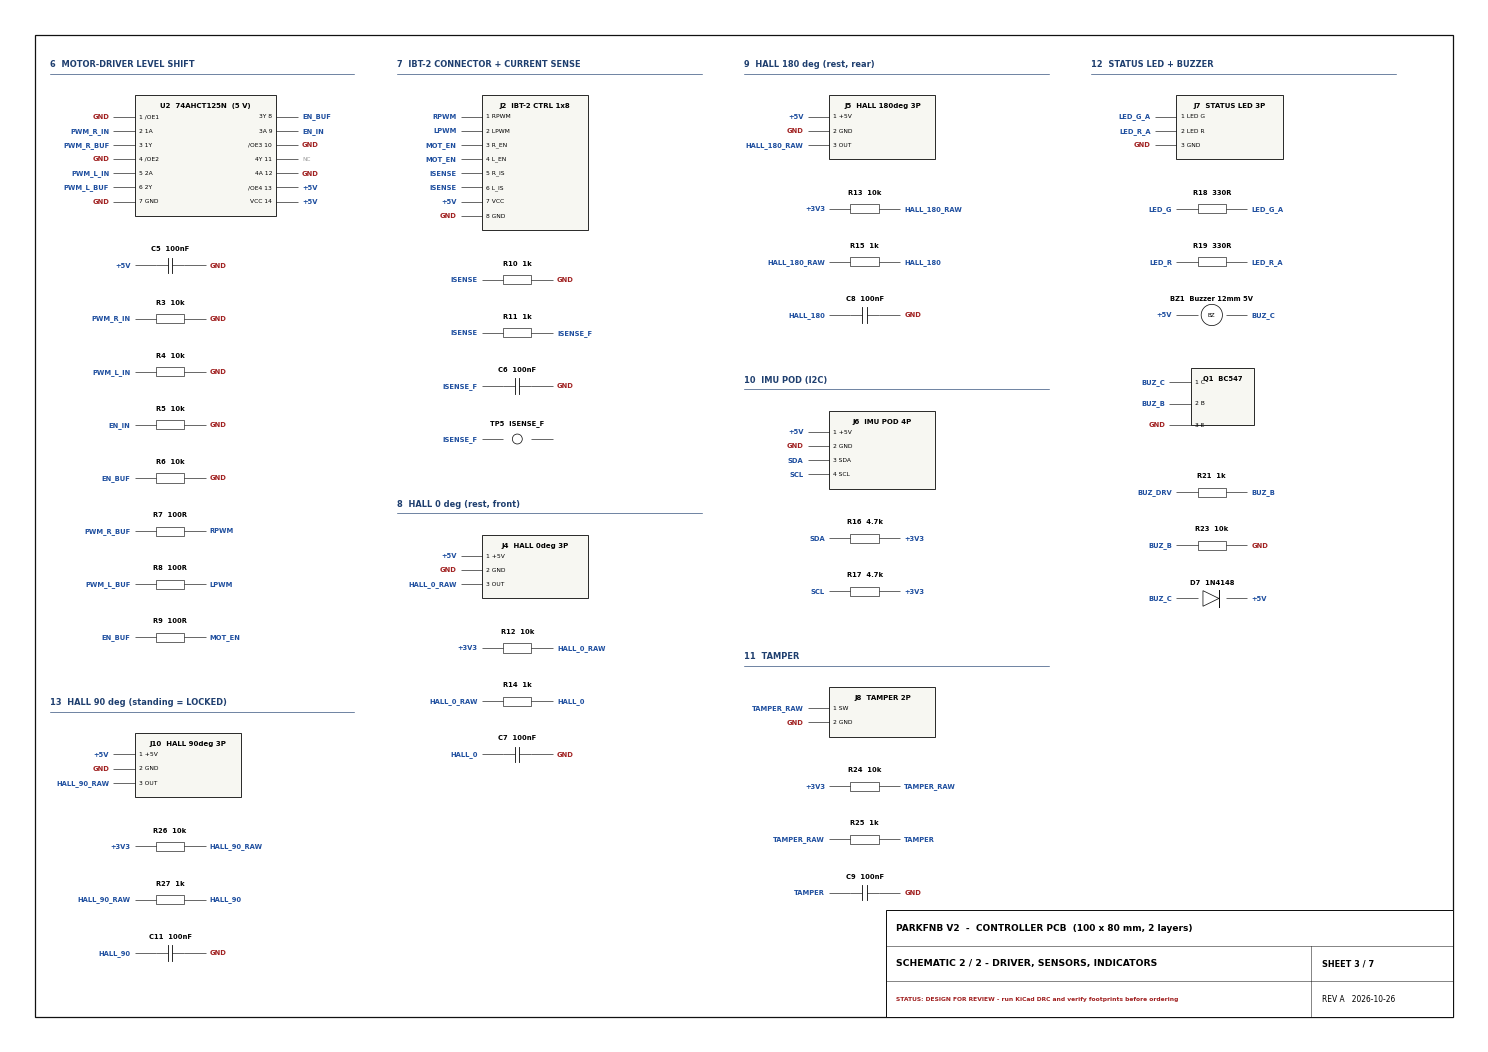 6 MOTOR-DRIVER LEVEL SHIFT
U2 74AHCT125N (5 V)
GND 1 /OE1 3Y 8 EN_BUF
PWM_R_IN 2 1A 3A 9 EN_IN
PWM_R_BUF 3 1Y /OE3 10 GND
GND 4 /OE2 4Y 11 NC
PWM_L_IN 5 2A 4A 12 GND
PWM_L_BUF 6 2Y /OE4 13 +5V
GND 7 GND VCC 14 +5V
C5 100nF
+5V GND
R3 10k
PWM_R_IN GND
R4 10k
PWM_L_IN GND
R5 10k
EN_IN GND
R6 10k
EN_BUF GND
R7 100R
PWM_R_BUF RPWM
R8 100R
PWM_L_BUF LPWM
R9 100R
EN_BUF MOT_EN
13 HALL 90 deg (standing = LOCKED)
J10 HALL 90deg 3P
+5V 1 +5V
GND 2 GND
HALL_90_RAW 3 OUT
R26 10k
+3V3 HALL_90_RAW
R27 1k
HALL_90_RAW HALL_90
C11 100nF
HALL_90 GND
7 IBT-2 CONNECTOR + CURRENT SENSE
J2 IBT-2 CTRL 1x8
RPWM 1 RPWM
LPWM 2 LPWM
MOT_EN 3 R_EN
MOT_EN 4 L_EN
ISENSE 5 R_IS
ISENSE 6 L_IS
+5V 7 VCC
GND 8 GND
R10 1k
ISENSE GND
R11 1k
ISENSE ISENSE_F
C6 100nF
ISENSE_F GND
TP5 ISENSE_F
ISENSE_F
8 HALL 0 deg (rest, front)
J4 HALL 0deg 3P
+5V 1 +5V
GND 2 GND
HALL_0_RAW 3 OUT
R12 10k
+3V3 HALL_0_RAW
R14 1k
HALL_0_RAW HALL_0
C7 100nF
HALL_0 GND
9 HALL 180 deg (rest, rear)
J5 HALL 180deg 3P
+5V 1 +5V
GND 2 GND
HALL_180_RAW 3 OUT
R13 10k
+3V3 HALL_180_RAW
R15 1k
HALL_180_RAW HALL_180
C8 100nF
HALL_180 GND
10 IMU POD (I2C)
J6 IMU POD 4P
+5V 1 +5V
GND 2 GND
SDA 3 SDA
SCL 4 SCL
R16 4.7k
SDA +3V3
R17 4.7k
SCL +3V3
11 TAMPER
J8 TAMPER 2P
TAMPER_RAW 1 SW
GND 2 GND
R24 10k
+3V3 TAMPER_RAW
R25 1k
TAMPER_RAW TAMPER
C9 100nF
TAMPER GND
12 STATUS LED + BUZZER
J7 STATUS LED 3P
LED_G_A 1 LED G
LED_R_A 2 LED R
GND 3 GND
R18 330R
LED_G LED_G_A
R19 330R
LED_R LED_R_A
BZ1 Buzzer 12mm 5V
+5V BZ BUZ_C
Q1 BC547
BUZ_C 1 C
BUZ_B 2 B
GND 3 E
R21 1k
BUZ_DRV BUZ_B
R23 10k
BUZ_B GND
D7 1N4148
BUZ_C +5V
PARKFNB V2 - CONTROLLER PCB (100 x 80 mm, 2 layers)
SCHEMATIC 2 / 2 - DRIVER, SENSORS, INDICATORS
SHEET 3 / 7
STATUS: DESIGN FOR REVIEW - run KiCad DRC and verify footprints before ordering
REV A 2026-10-26